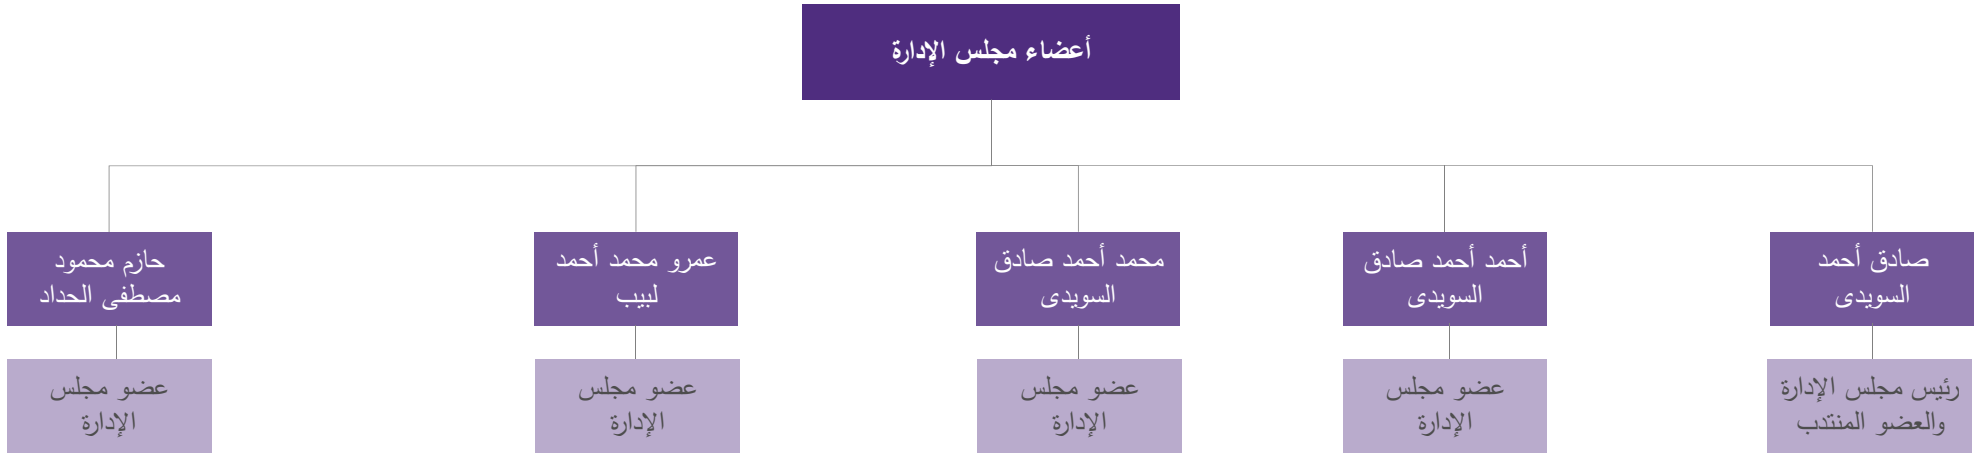 أعضاء مجلس الإدارة
صادق أحمد
السويدى
أحمد أحمد صادق
السويدى
محمد أحمد صادق
السويدى
عمرو محمد أحمد
لبيب
حازم محمود
مصطفى الحداد
رئيس مجلس الإدارة
والعضو المنتدب
عضو مجلس
الإدارة
عضو مجلس
الإدارة
عضو مجلس
الإدارة
عضو مجلس
الإدارة